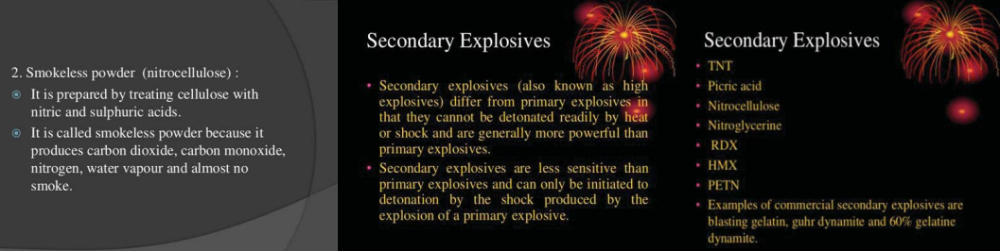 2. Smokeless powder (nitrocellulose) :
It is prepared by treating cellulose with
nitric and sulphuric acids.
It is called smokeless powder because it
produces carbon dioxide, carbon monoxide,
nitrogen, water vapour and almost no
smoke.
Secondary Explosives
• Secondary explosives (also known as high
explosives) differ from primary explosives in
that they cannot be detonated readily by heat
or shock and are generally more powerful than
primary explosives.
• Secondary explosives are less sensitive than
primary explosives and can only be initiated to
detonation by the shock produced by the
explosion of a primary explosive.
Secondary Explosives
• TNT
• Picric acid
• Nitrocellulose
• Nitroglycerine
• RDX
• HMX
• PETN
• Examples of commercial secondary explosives are
blasting gelatin, guhr dynamite and 60% gelatine
dynamite.